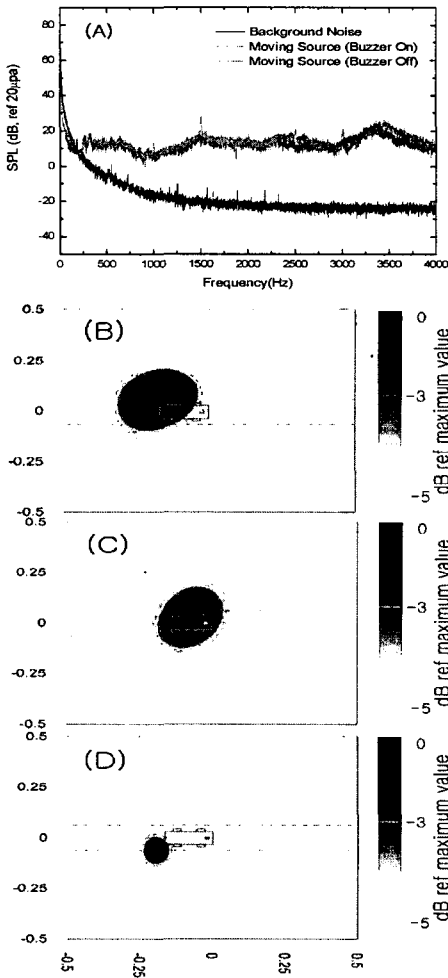 (A)
80
60
40
20
0
-20
-40
SPL (dB, ref 20μpa)
Background Noise
Moving Source (Buzzer On)
Moving Source (Buzzer Off)
0 500 1000 1500 2000 2500 3000 3500 4000
Frequency(Hz)
(B)
0.5
0.25
0
-0.25
-0.5
0
-3
-5
dB ref maximum value
(C)
0.5
0.25
0
-0.25
-0.5
0
-3
-5
dB ref maximum value
(D)
0.5
0.25
0
-0.25
-0.5
-0.5 -0.25 0 0.25 0.5
0
-3
-5
dB ref maximum value